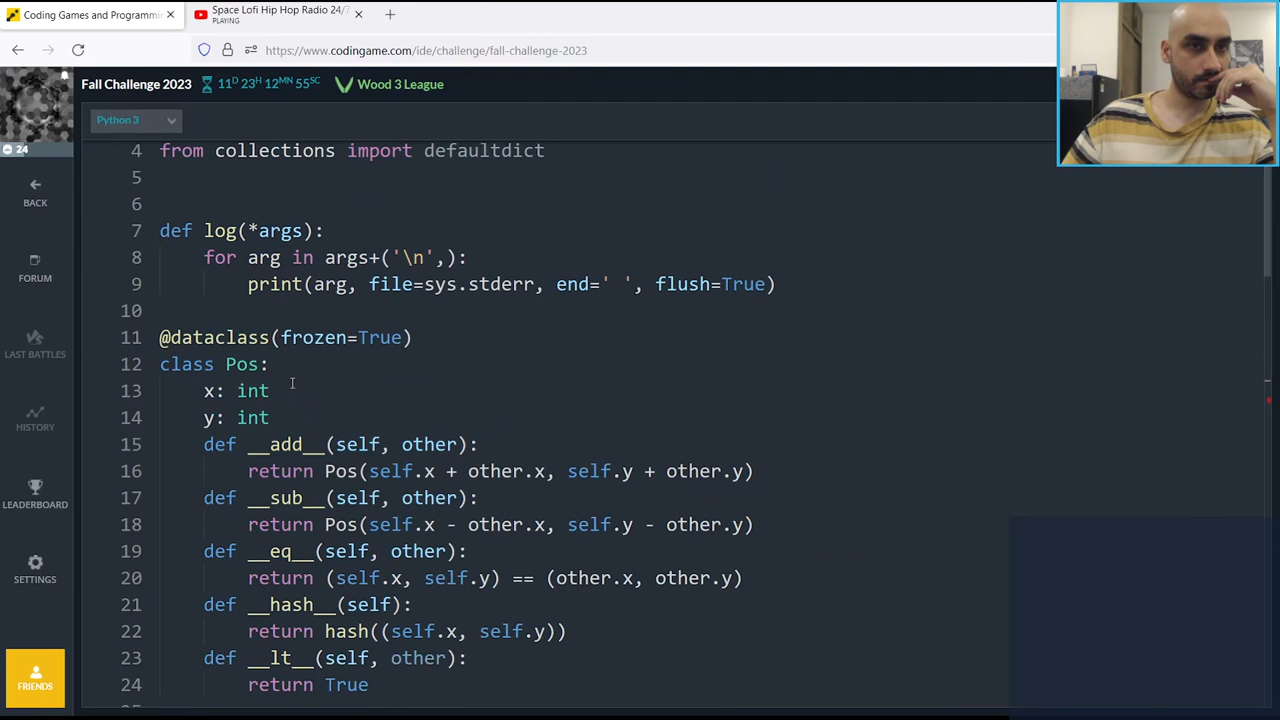 Coding Games and Programmi
Space Lofi Hip Hop Radio 24/7
PLAYING
https://www.codingame.com/ide/challenge/fall-challenge-2023
Fall Challenge 2023 11D 23H 12MN 55SC Wood 3 League
Python 3
24
BACK
FORUM
LAST BATTLES
HISTORY
LEADERBOARD
SETTINGS
FRIENDS
4 from collections import defaultdict
5
6
7 def log(*args):
8 for arg in args+('\n',):
9 print(arg, file=sys.stderr, end=' ', flush=True)
10
11 @dataclass(frozen=True)
12 class Pos:
13 x: int
14 y: int
15 def __add__(self, other):
16 return Pos(self.x + other.x, self.y + other.y)
17 def __sub__(self, other):
18 return Pos(self.x - other.x, self.y - other.y)
19 def __eq__(self, other):
20 return (self.x, self.y) == (other.x, other.y)
21 def __hash__(self):
22 return hash((self.x, self.y))
23 def __lt__(self, other):
24 return True